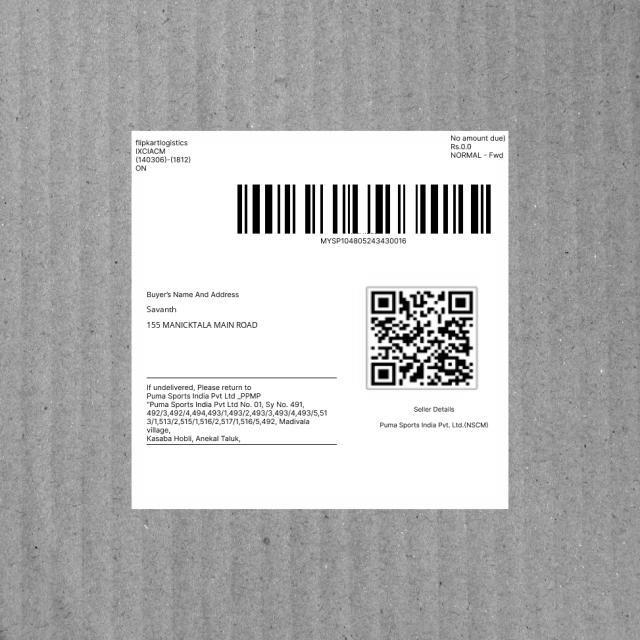 flipkartlogistics
IXCIACM
(140306)-(1812)
ON
No amount due)
Rs.0.0
NORMAL - Fwd
MYSP104805243430016
Buyer's Name And Address
Savanth
155 MANICKTALA MAIN ROAD
If undelivered, Please return to
Puma Sports India Pvt Ltd _PPMP
"Puma Sports India Pvt Ltd No. 01, Sy No. 491,
492/3,492/4,494,493/1,493/2,493/3,493/4,493/5,51
3/1,513/2,515/1,516/2,517/1,516/5,492, Madivala
village,
Kasaba Hobli, Anekal Taluk,
Seller Details
Puma Sports India Pvt. Ltd.(NSCM)